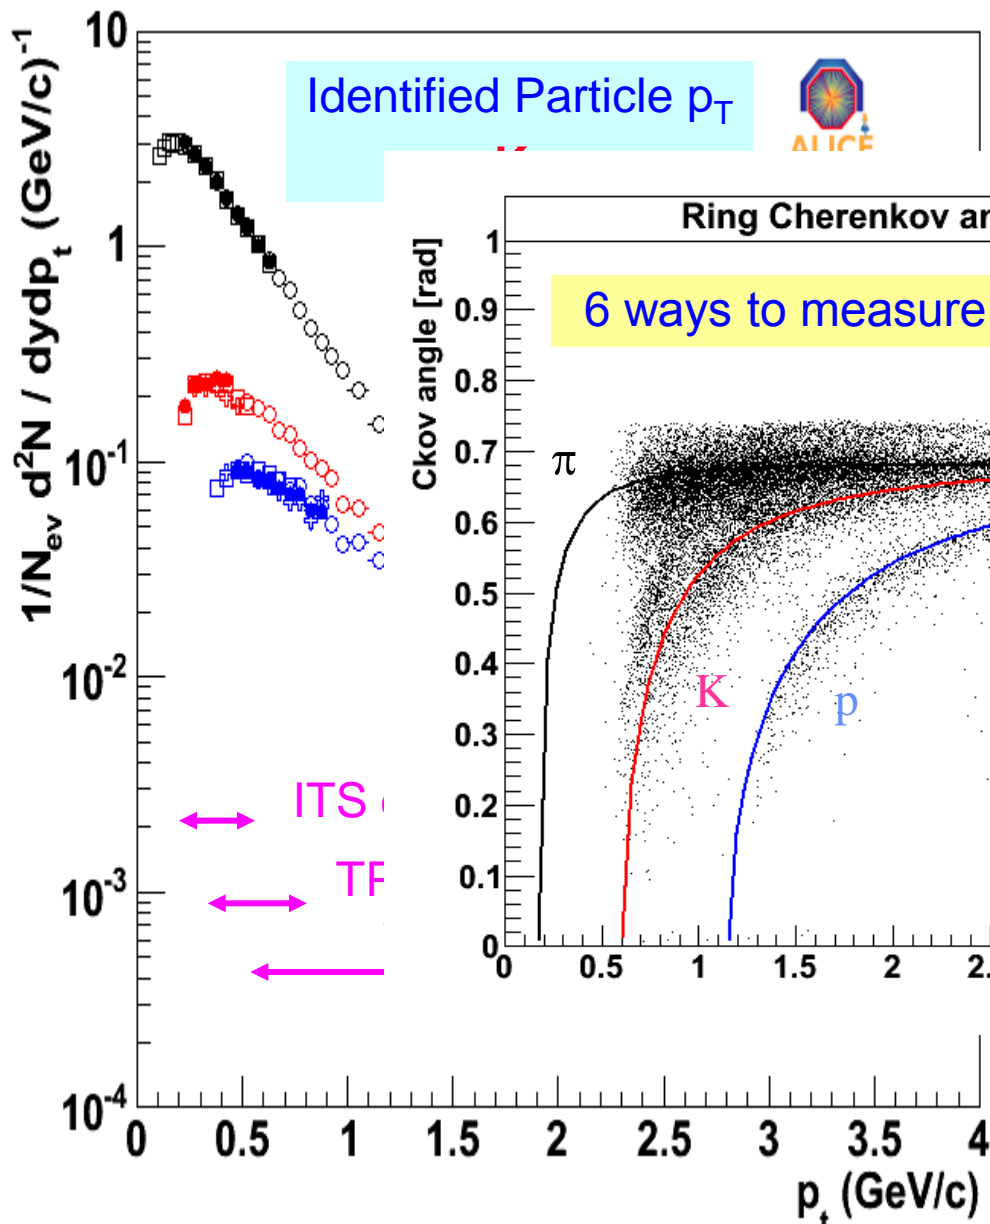 10
1
10^-1
10^-2
10^-3
10^-4
1/N_ev d²N / dydp_t (GeV/c)^-1
Identified Particle p_T
ALICE
Ring Cherenkov
Ckov angle [rad]
1
0.9
0.8
0.7
0.6
0.5
0.4
0.3
0.2
0.1
0
6 ways to measure
π
K
p
0 0.5 1 1.5 2
ITS
0 0.5 1 1.5 2 2.5 3 3.5 4
p_t (GeV/c)